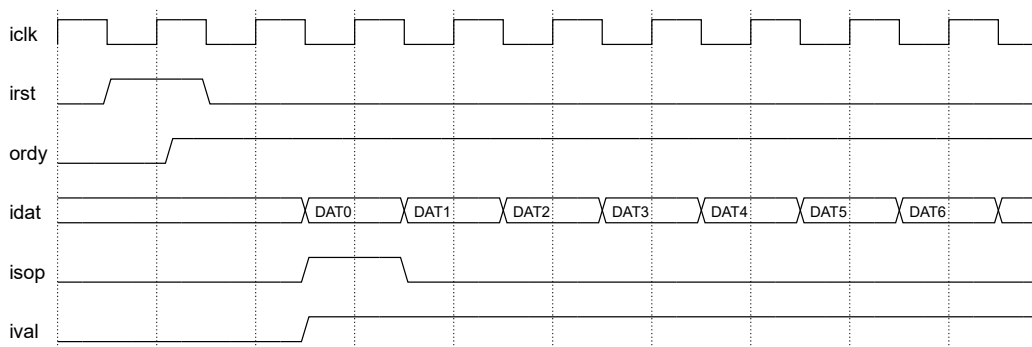 iclk
irst
ordy
idat DAT0 DAT1 DAT2 DAT3 DAT4 DAT5 DAT6
isop
ival